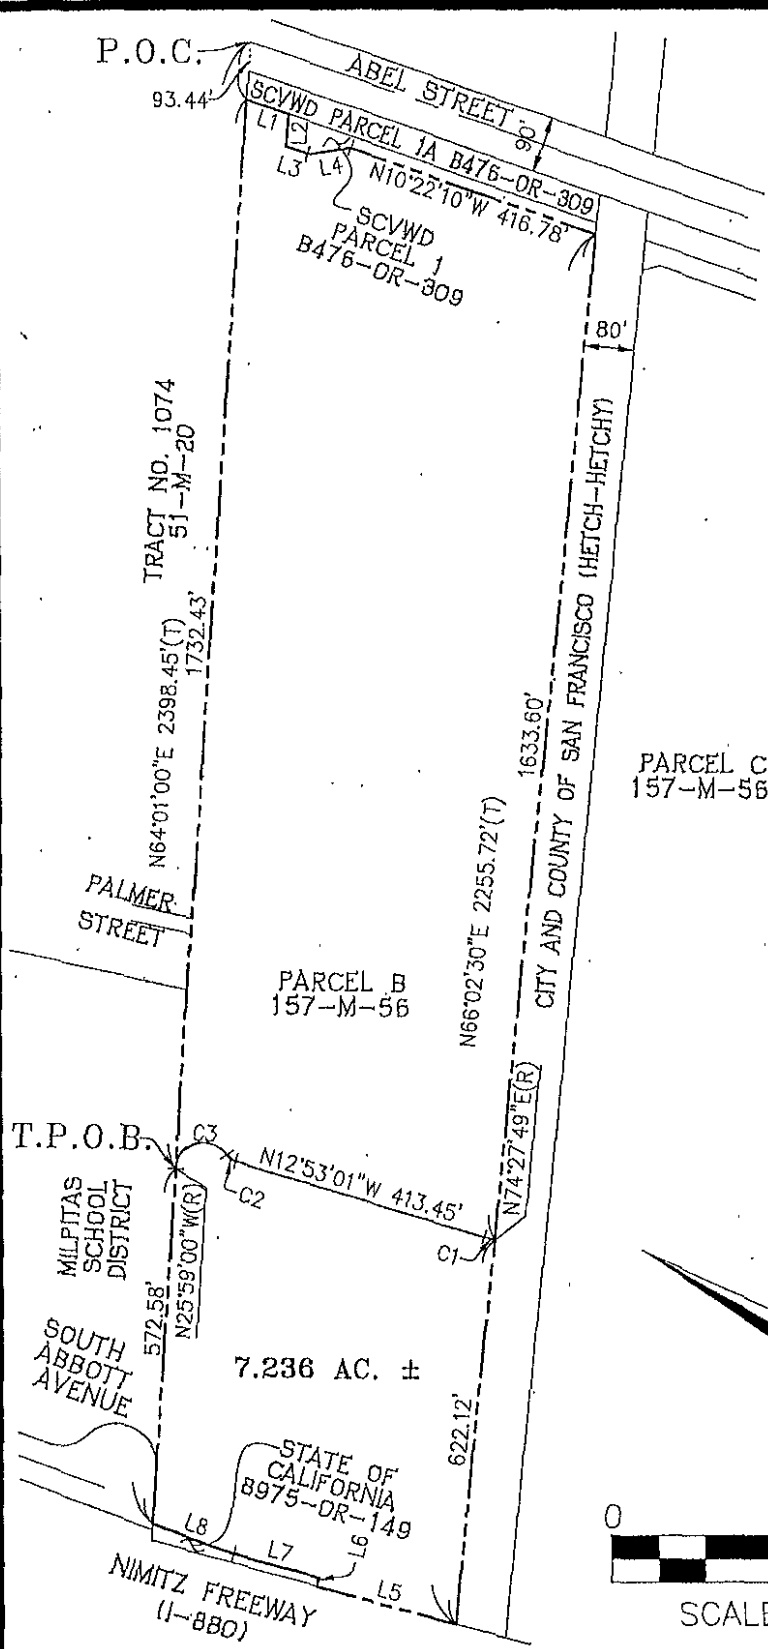 P.O.C.
ABEL STREET
93.44'
90'
SCVWD PARCEL 1A B476-OR-309
L1
L2
L3
L4
N10°22'10"W 416.78'
SCVWD
PARCEL 1
B476-OR-309
80'
TRACT NO. 1074
51-M-20
N64°01'00"E 2398.45'(T)
1732.43'
1633.60'
N66°02'30"E 2255.72'(T)
CITY AND COUNTY OF SAN FRANCISCO (HETCH-HETCHY)
PARCEL C
157-M-56
PALMER
STREET
PARCEL B
157-M-56
N74°27'49"E(R)
T.P.O.B.
C3
C2
N12°53'01"W 413.45'
C1
MILPITAS
SCHOOL
DISTRICT
N25°59'00"W(R)
572.58'
SOUTH
ABBOTT
AVENUE
7.236 AC. ±
622.12'
STATE OF
CALIFORNIA
8975-OR-149
L8
L7
L6
L5
NIMITZ FREEWAY
(I-880)
0
SCALE